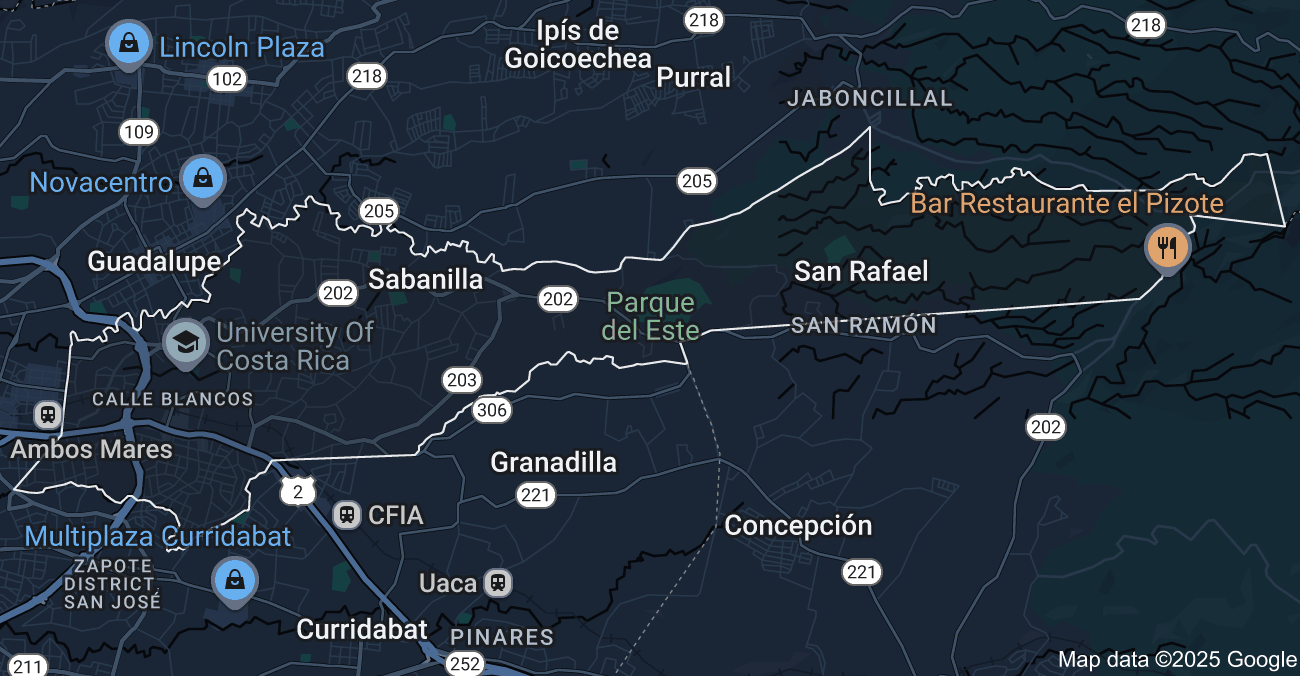 218
Ipís de
Goicoechea
218
Lincoln Plaza
102
218
Purral
JABONCILLAL
109
Novacentro
205
205
Bar Restaurante el Pizote
Guadalupe
Sabanilla
San Rafael
202
202
Parque
del Este
University Of
Costa Rica
SAN RAMÓN
203
CALLE BLANCOS
306
202
Ambos Mares
Granadilla
2
221
CFIA
Concepción
Multiplaza Curridabat
ZAPOTE
DISTRICT,
SAN JOSÉ
221
Uaca
Curridabat
PINARES
211
252
Map data ©2025 Google